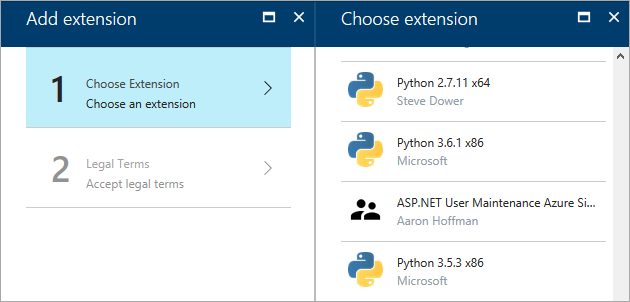 Add extension
1
Choose Extension
Choose an extension
2
Legal Terms
Accept legal terms
Choose extension
Python 2.7.11 x64
Steve Dower
Python 3.6.1 x86
Microsoft
ASP.NET User Maintenance Azure Si...
Aaron Hoffman
Python 3.5.3 x86
Microsoft